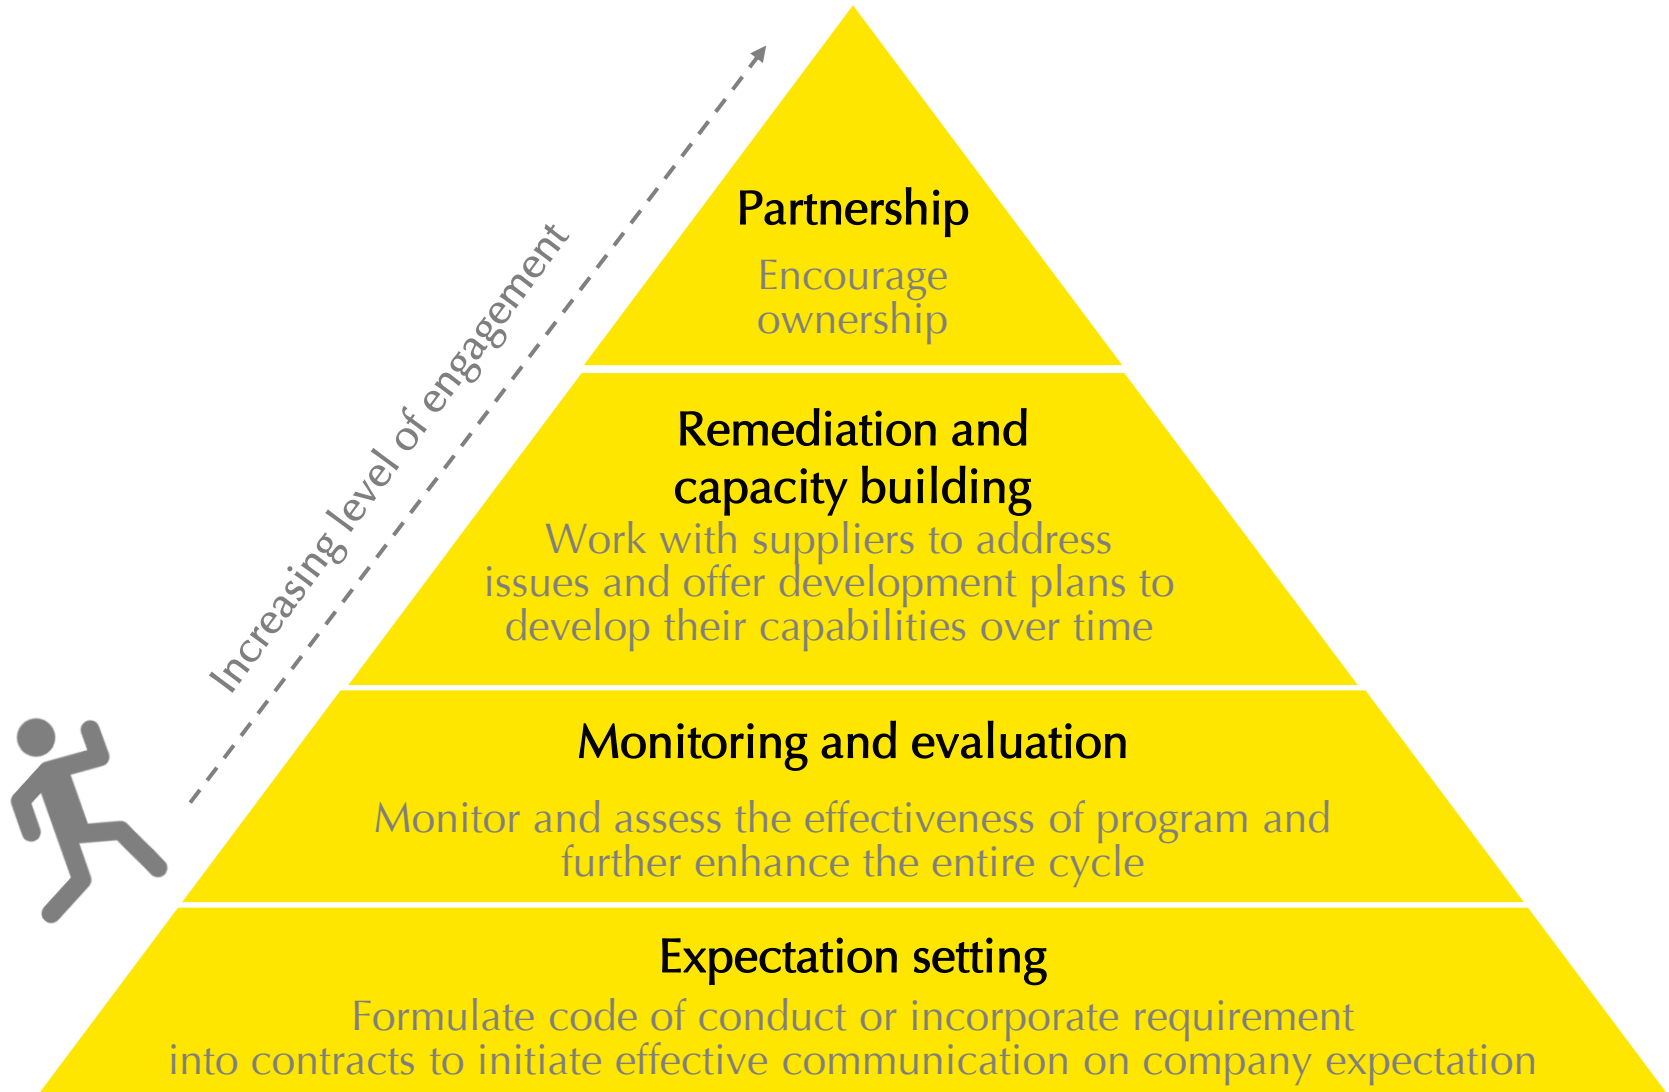 Increasing level of engagement
Partnership
Encourage
ownership
Remediation and
capacity building
Work with suppliers to address
issues and offer development plans to
develop their capabilities over time
Monitoring and evaluation
Monitor and assess the effectiveness of program and
further enhance the entire cycle
Expectation setting
Formulate code of conduct or incorporate requirement
into contracts to initiate effective communication on company expectation